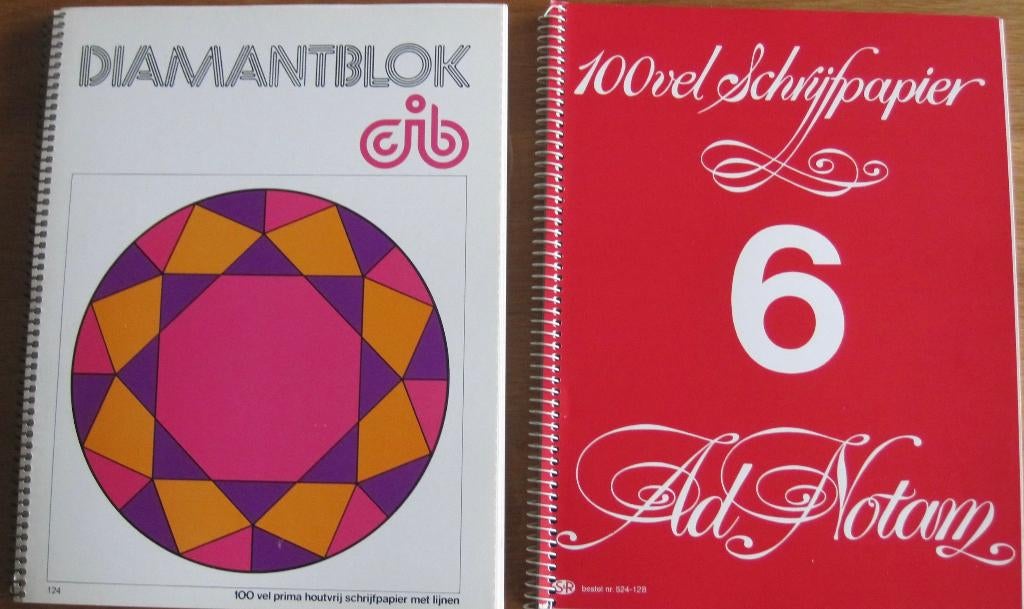 DIAMANTBLOK
cib
124
100 vel prima houtvrij schrijfpapier met lijnen
100 vel Schrijfpapier
6
Ad Notam
SR bestel nr. 524-128